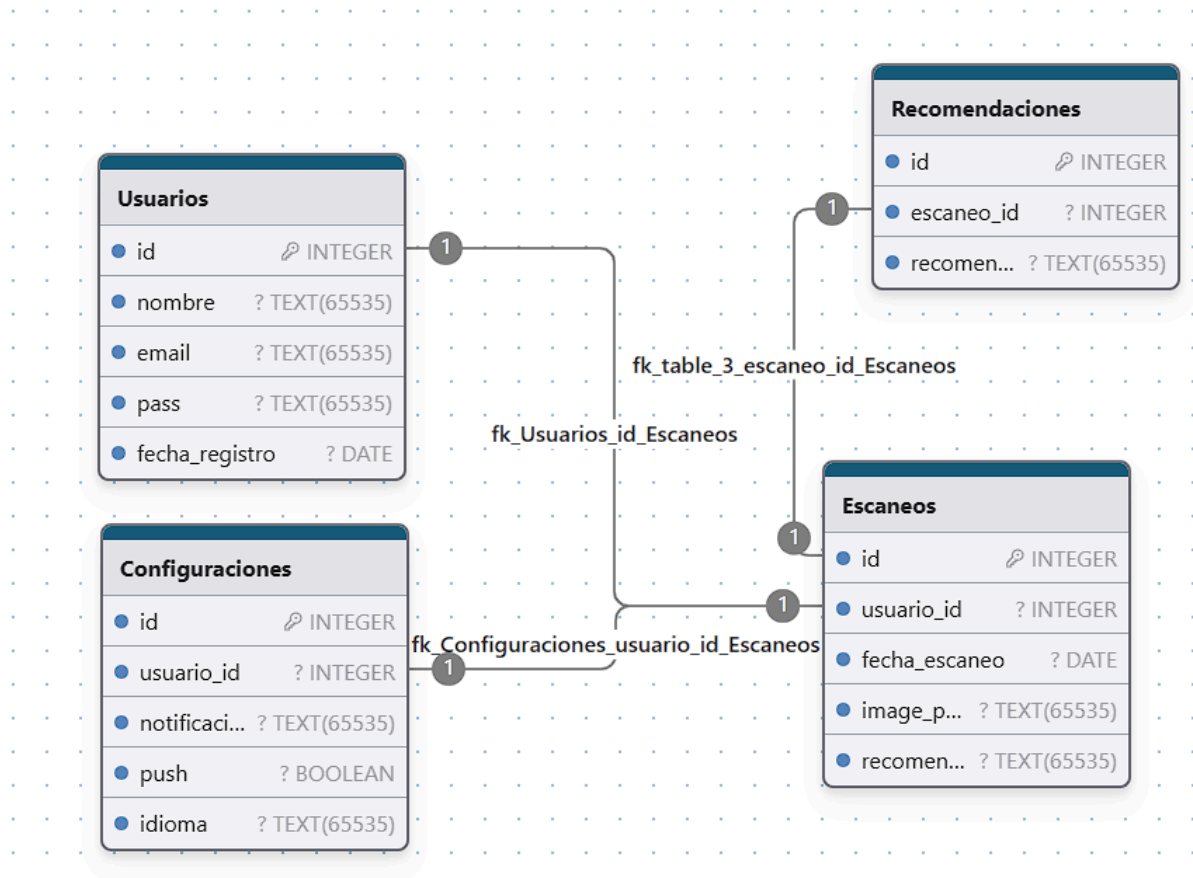 Usuarios
id INTEGER
nombre ? TEXT(65535)
email ? TEXT(65535)
pass ? TEXT(65535)
fecha_registro ? DATE
Configuraciones
id INTEGER
usuario_id ? INTEGER
notificaci... ? TEXT(65535)
push ? BOOLEAN
idioma ? TEXT(65535)
1
fk_Usuarios_id_Escaneos
fk_Configuraciones_usuario_id_Escaneos
1
1
fk_table_3_escaneo_id_Escaneos
1
1
Recomendaciones
id INTEGER
escaneo_id ? INTEGER
recomen... ? TEXT(65535)
Escaneos
id INTEGER
usuario_id ? INTEGER
fecha_escaneo ? DATE
image_p... ? TEXT(65535)
recomen... ? TEXT(65535)